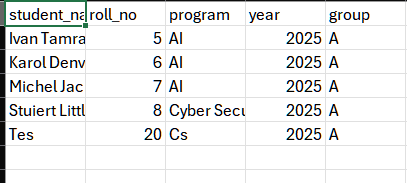 student_na roll_no program year group
Ivan Tamra 5 AI 2025 A
Karol Denv 6 AI 2025 A
Michel Jac 7 AI 2025 A
Stuiert Littl 8 Cyber Secu 2025 A
Tes 20 Cs 2025 A